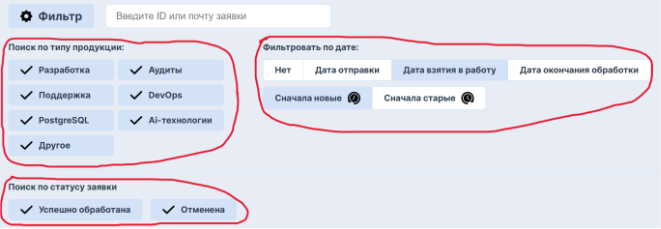 Фильтр
Введите ID или почту заявки
Поиск по типу продукции:
Разработка Аудиты
Поддержка DevOps
PostgreSQL Ai-технологии
Другое
Фильтровать по дате:
Нет Дата отправки Дата взятия в работу Дата окончания обработки
Сначала новые Сначала старые
Поиск по статусу заявки
Успешно обработана Отменена